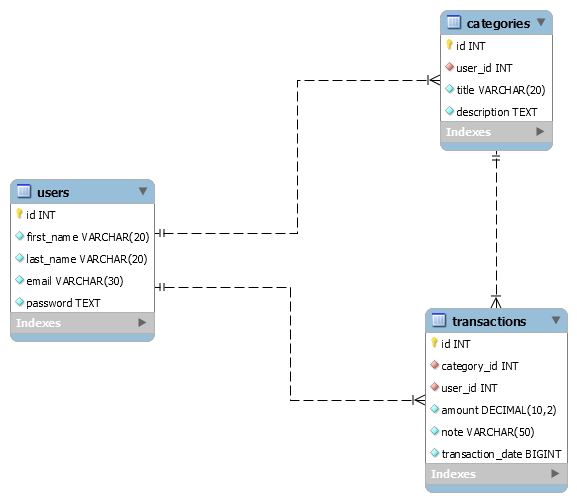 categories
id INT
user_id INT
title VARCHAR(20)
description TEXT
Indexes
users
id INT
first_name VARCHAR(20)
last_name VARCHAR(20)
email VARCHAR(30)
password TEXT
Indexes
transactions
id INT
category_id INT
user_id INT
amount DECIMAL(10,2)
note VARCHAR(50)
transaction_date BIGINT
Indexes